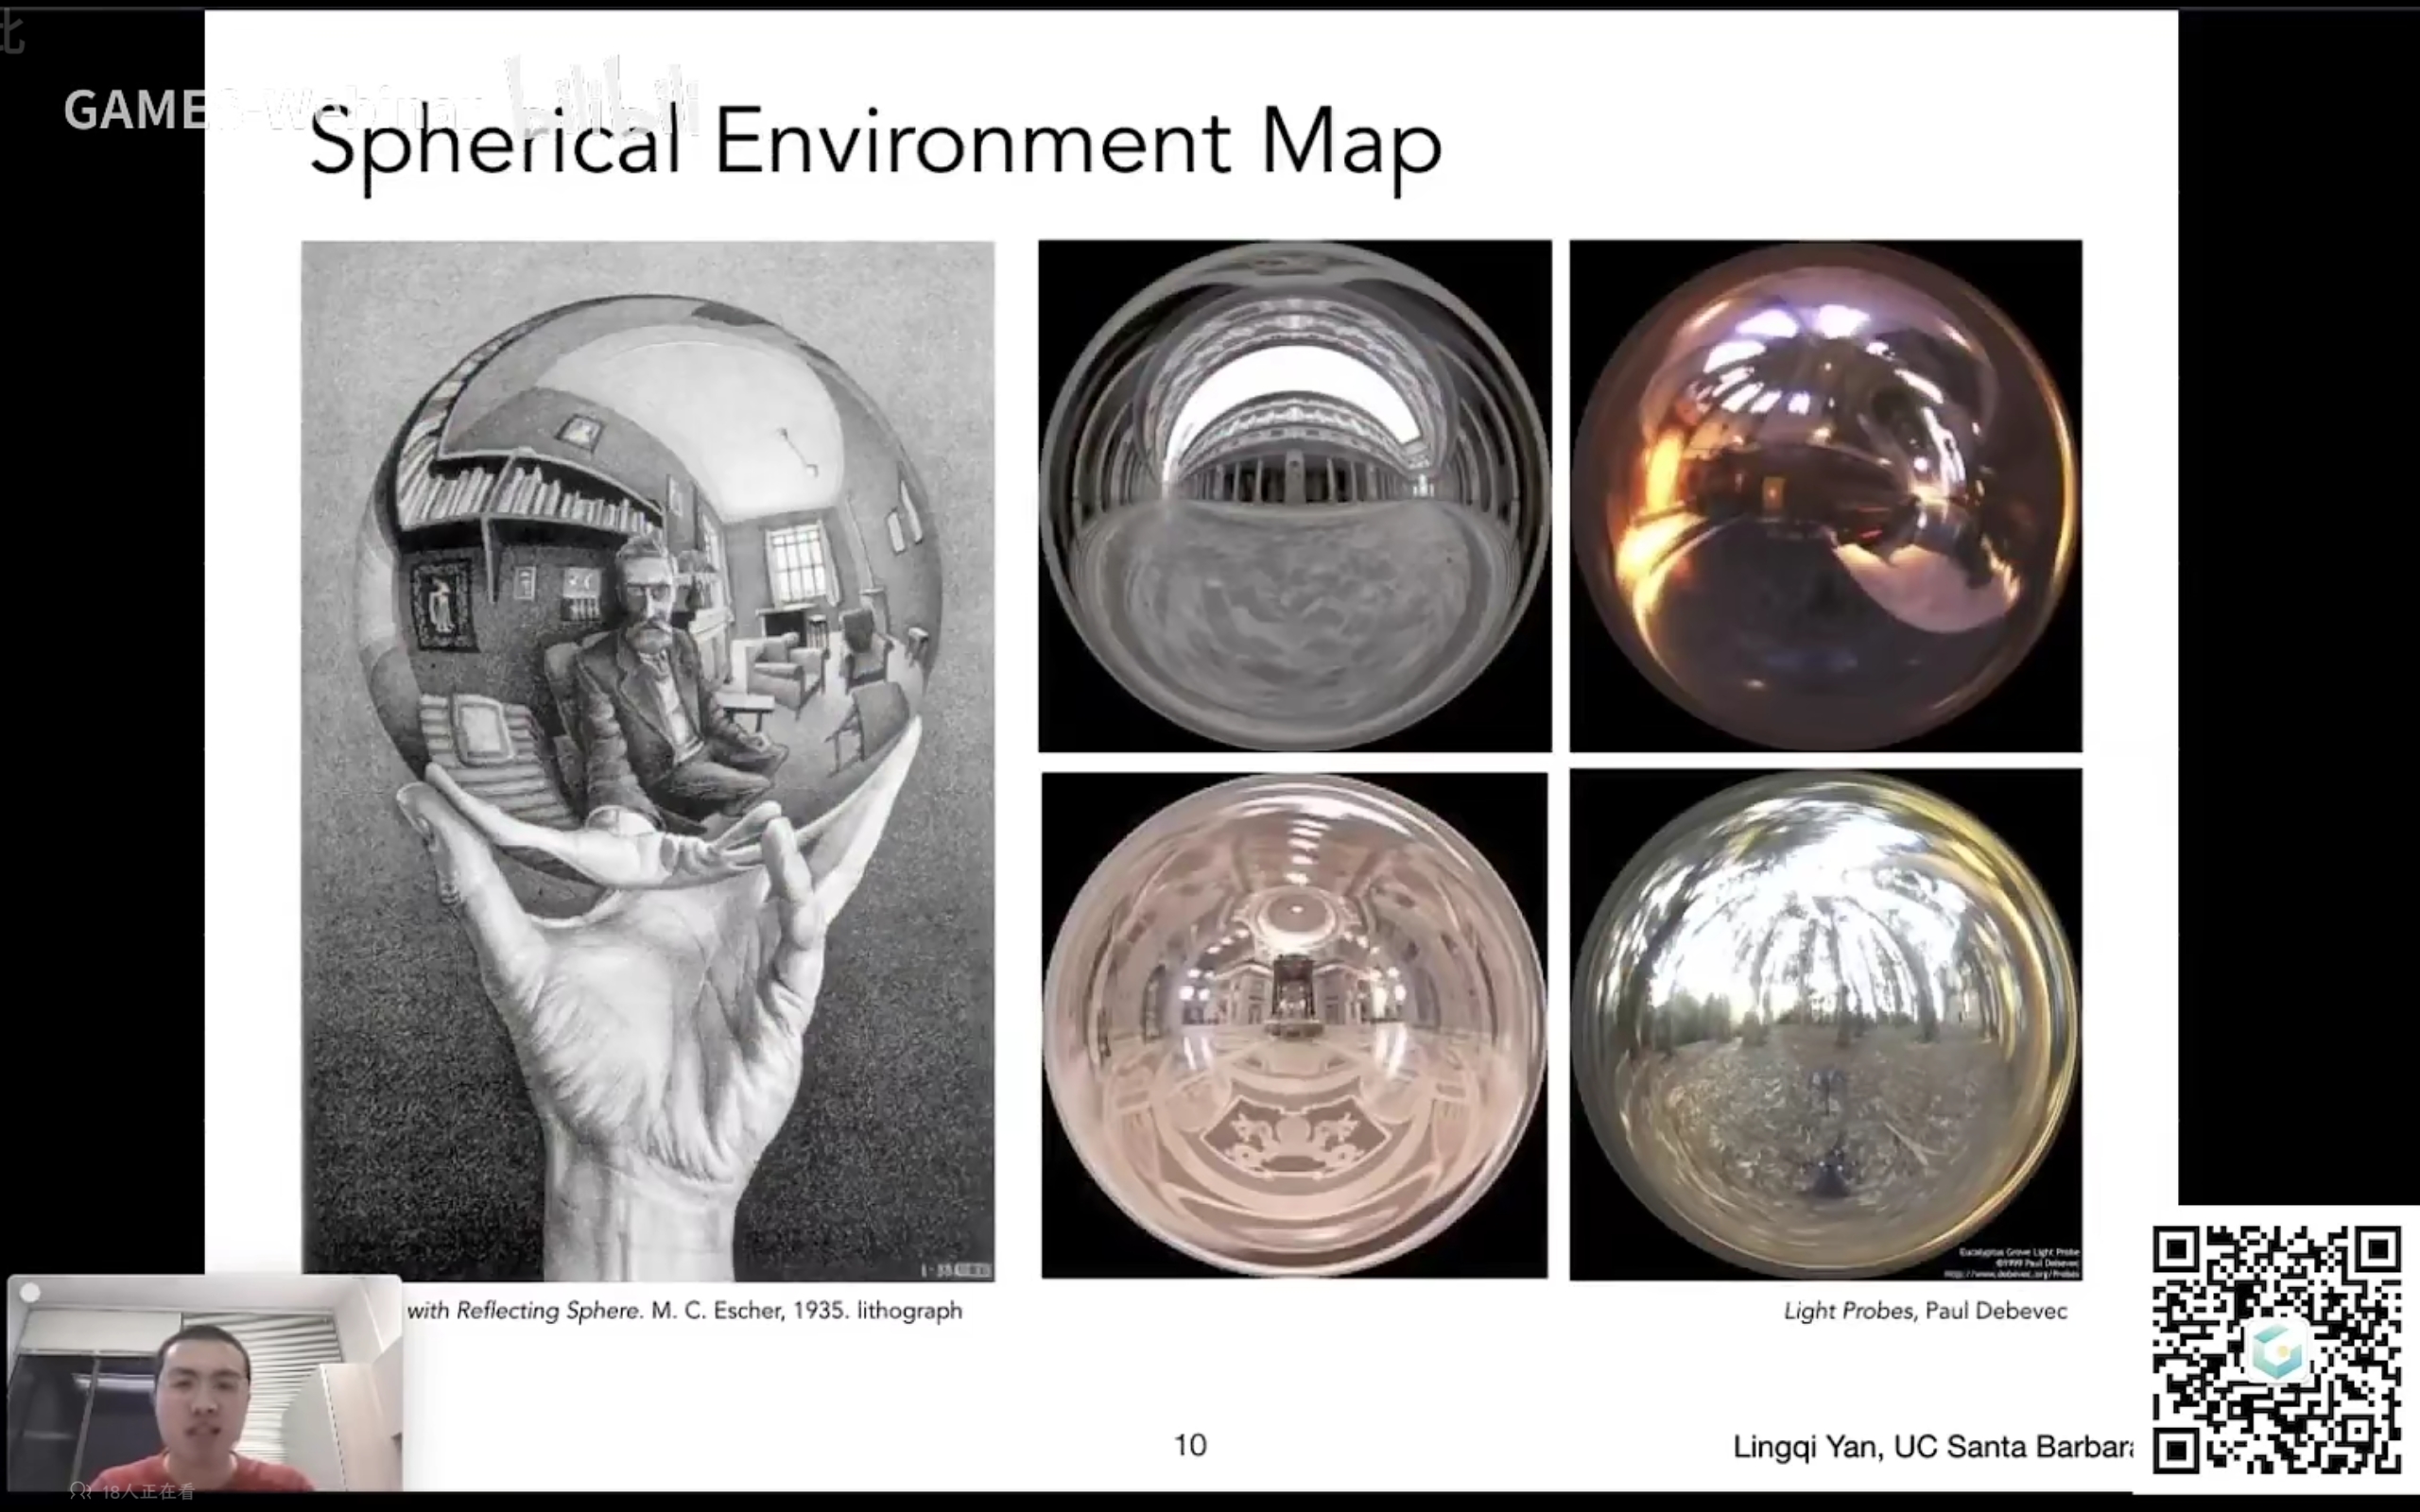 比
GAMES-Webinar bilibili
Spherical Environment Map
with Reflecting Sphere. M. C. Escher, 1935. lithograph
Eucalyptus Grove Light Probe
©1999 Paul Debevec
http://www.debevec.org/Probes
Light Probes, Paul Debevec
10
Lingqi Yan, UC Santa Barbara
18人正在看